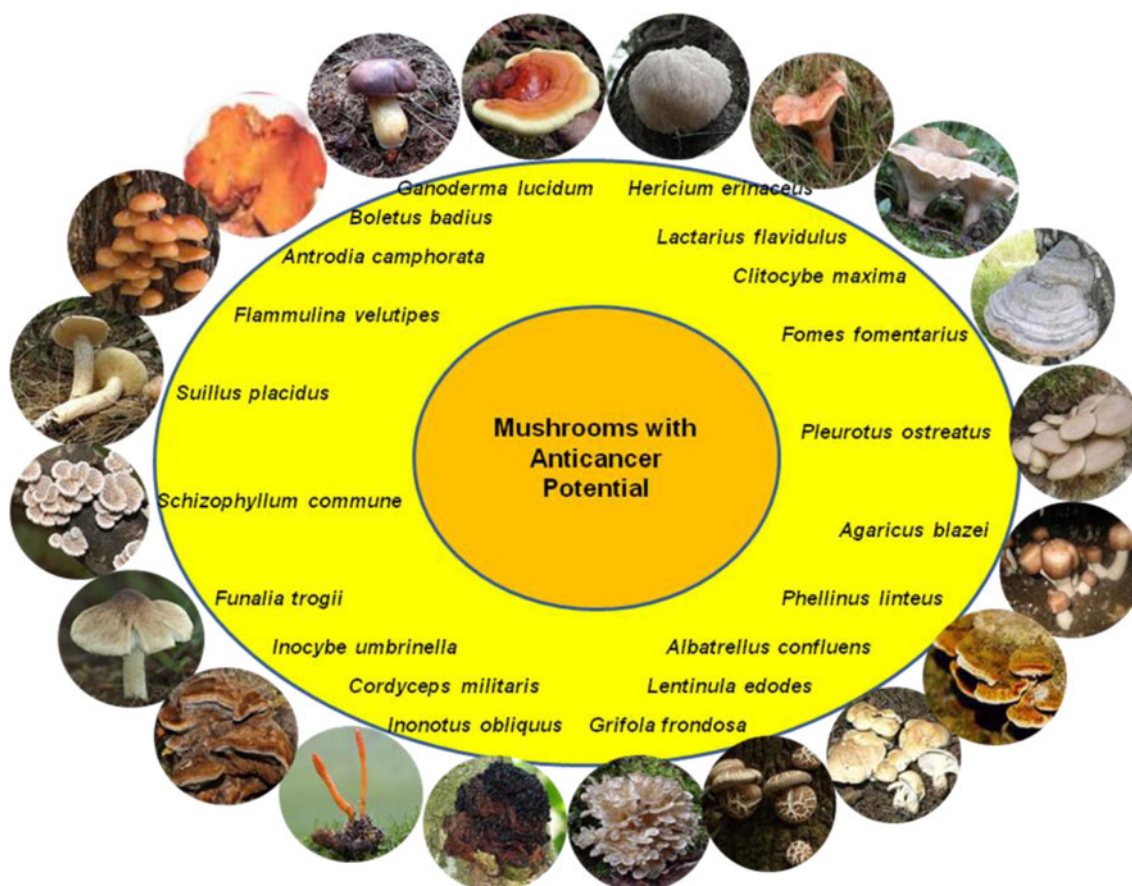 Ganoderma lucidum
Hericium erinaceus
Boletus badius
Lactarius flavidulus
Antrodia camphorata
Clitocybe maxima
Flammulina velutipes
Fomes fomentarius
Suillus placidus
Pleurotus ostreatus
Mushrooms with
Anticancer
Potential
Schizophyllum commune
Agaricus blazei
Funalia trogii
Phellinus linteus
Inocybe umbrinella
Albatrellus confluens
Cordyceps militaris
Lentinula edodes
Inonotus obliquus
Grifola frondosa